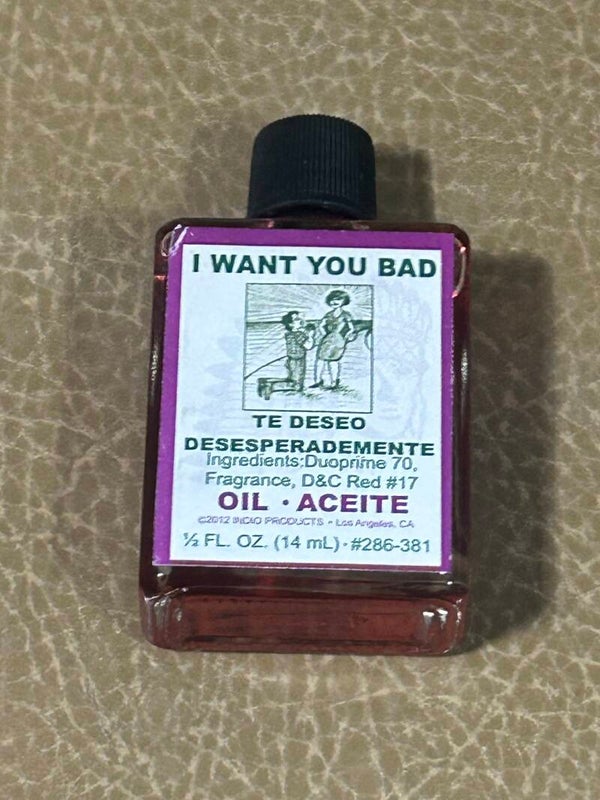 I WANT YOU BAD
TE DESEO
DESESPERADEMENTE
Ingredients:Duoprime 70,
Fragrance, D&C Red #17
OIL · ACEITE
©2012 INDIO PRODUCTS • Los Angeles, CA
½ FL. OZ. (14 mL) · #286-381